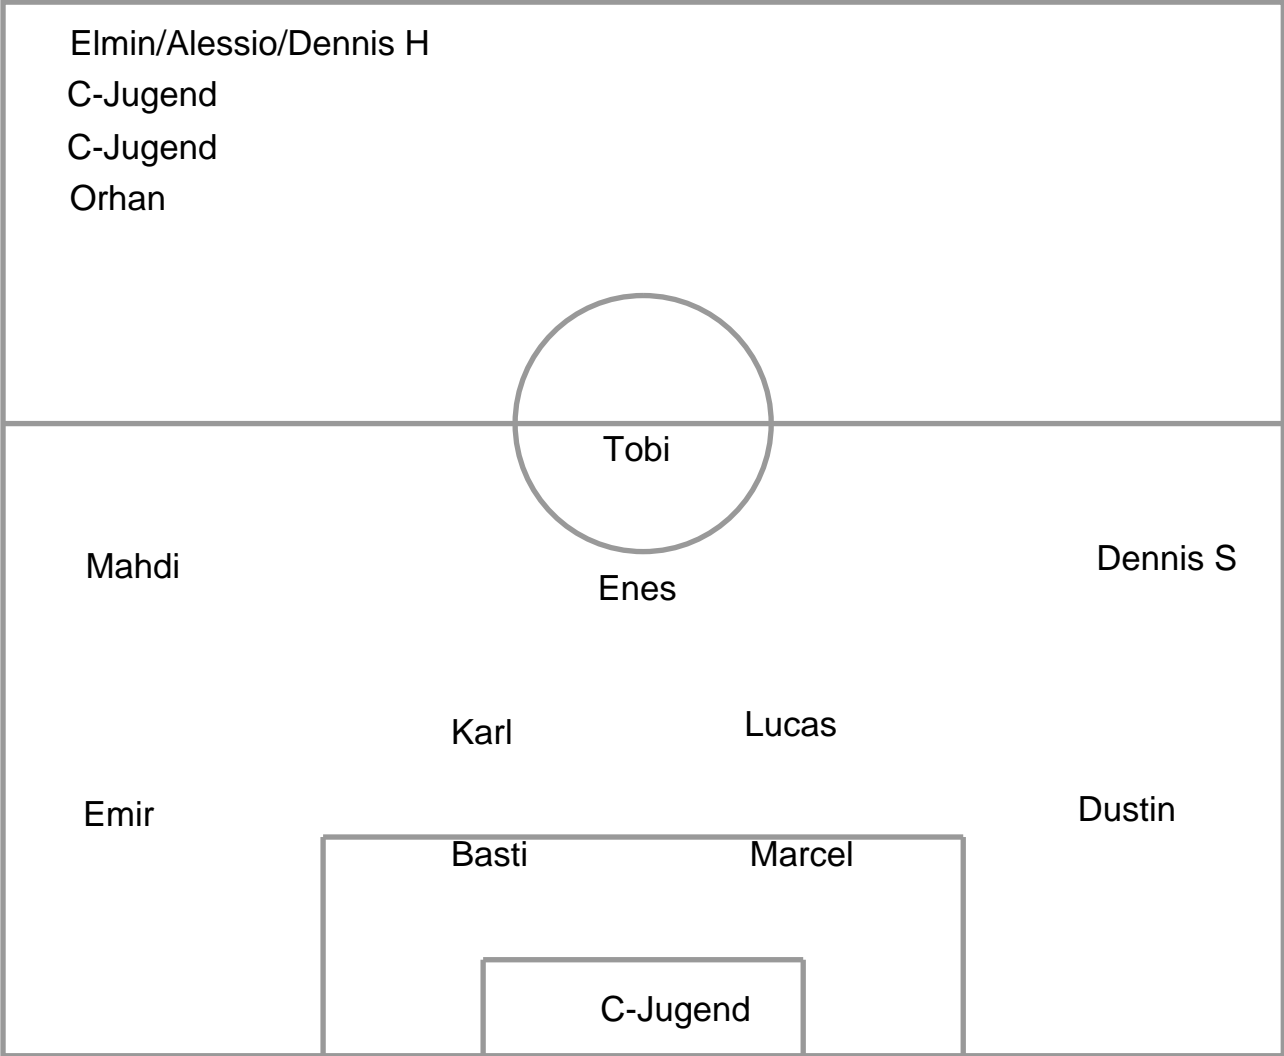 Elmin/Alessio/Dennis H
C-Jugend
C-Jugend
Orhan
Tobi
Mahdi
Dennis S
Enes
Karl
Lucas
Emir
Dustin
Basti
Marcel
C-Jugend